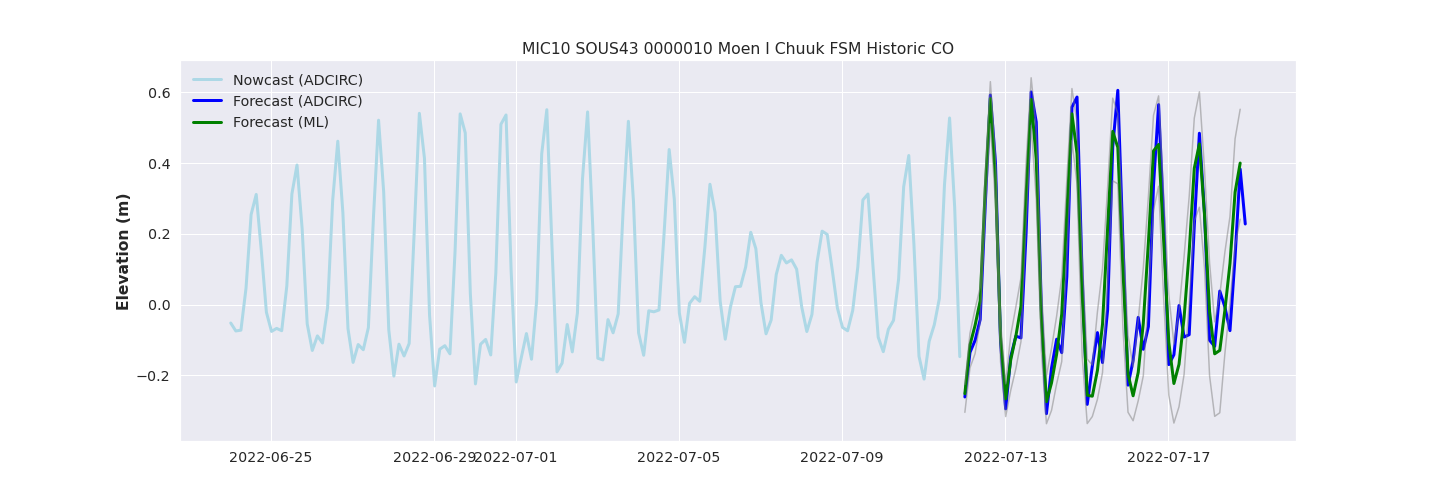 MIC10 SOUS43 0000010 Moen I Chuuk FSM Historic CO
Nowcast (ADCIRC)
Forecast (ADCIRC)
Forecast (ML)
Elevation (m)
0.6
0.4
0.2
0.0
−0.2
2022-06-25
2022-06-29
2022-07-01
2022-07-05
2022-07-09
2022-07-13
2022-07-17